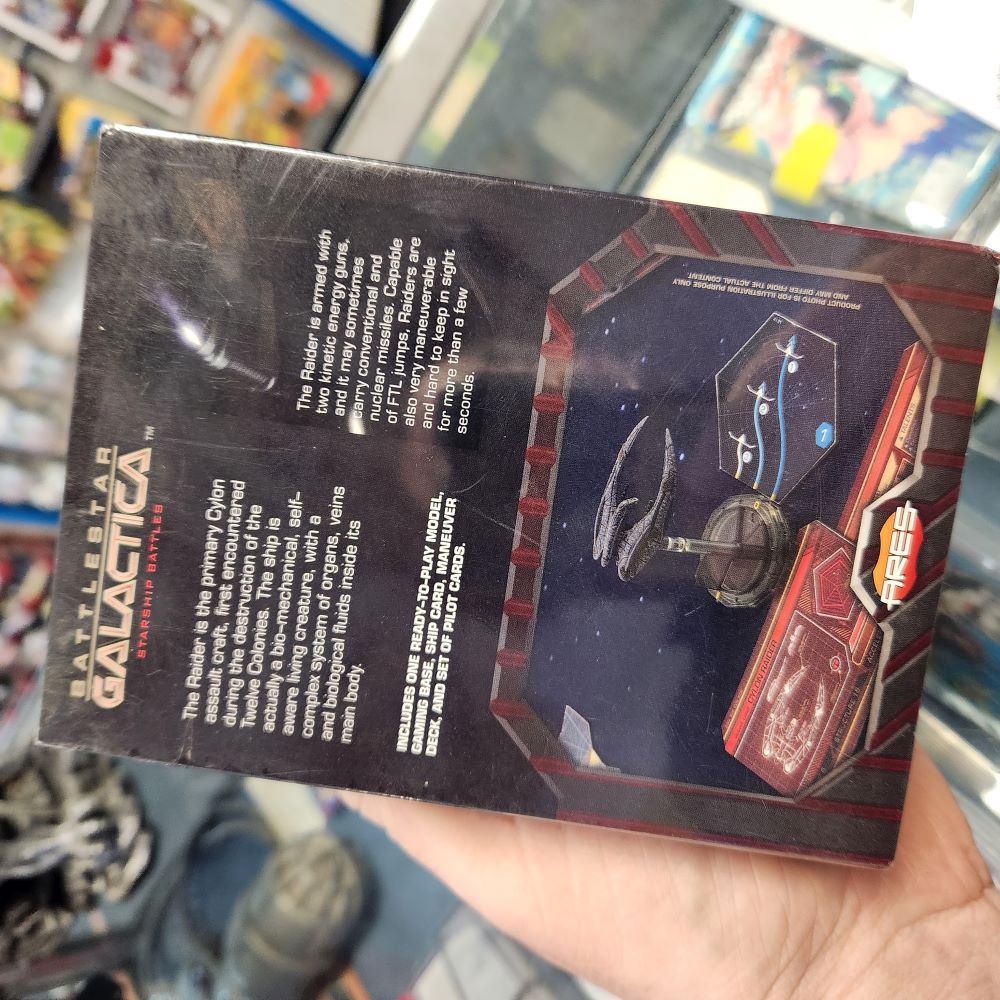 BATTLESTAR
GALACTICA™
STARSHIP BATTLES
The Raider is the primary Cylon
assault craft, first encountered
during the destruction of the
Twelve Colonies. The ship is
actually a bio-mechanical, self-
aware living creature, with a
complex system of organs, veins
and biological fluids inside its
main body.
The Raider is armed with
two kinetic energy guns,
and it may sometimes
carry conventional and
nuclear missiles. Capable
of FTL jumps, Raiders are
also very maneuverable
and hard to keep in sight
for more than a few
seconds.
INCLUDES ONE READY-TO-PLAY MODEL,
GAMING BASE, SHIP CARD, MANEUVER
DECK, AND SET OF PILOT CARDS.
PRODUCT PHOTO IS FOR ILLUSTRATION PURPOSE ONLY
AND MAY DIFFER FROM THE ACTUAL CONTENT.
CYLON RAIDER
ARES